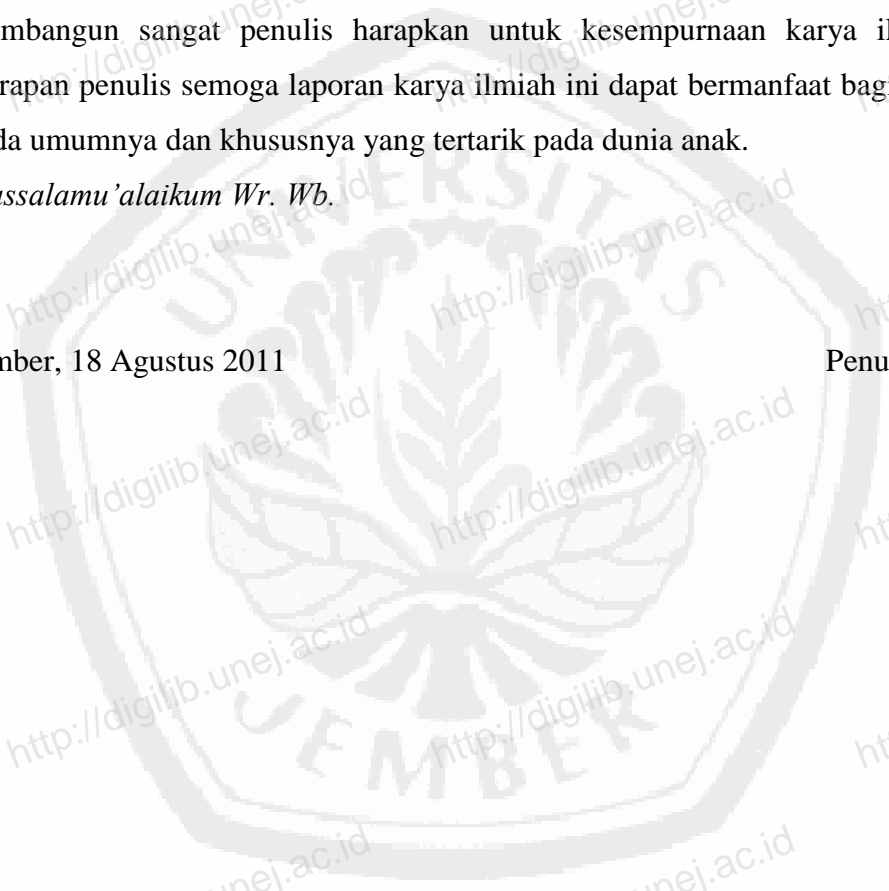 mbangun sangat penulis harapkan untuk kesempurnaan karya il
rapan penulis semoga laporan karya ilmiah ini dapat bermanfaat bagi
da umumnya dan khususnya yang tertarik pada dunia anak.
assalamu’alaikum Wr. Wb.
mber, 18 Agustus 2011 Penu
UNIVERSITAS
JEMBER
http://digilib.unej.ac.id
http://digilib.unej.ac.id
http://digilib.unej.ac.id
http://digilib.unej.ac.id
http://digilib.unej.ac.id
http://digilib.unej.ac.id